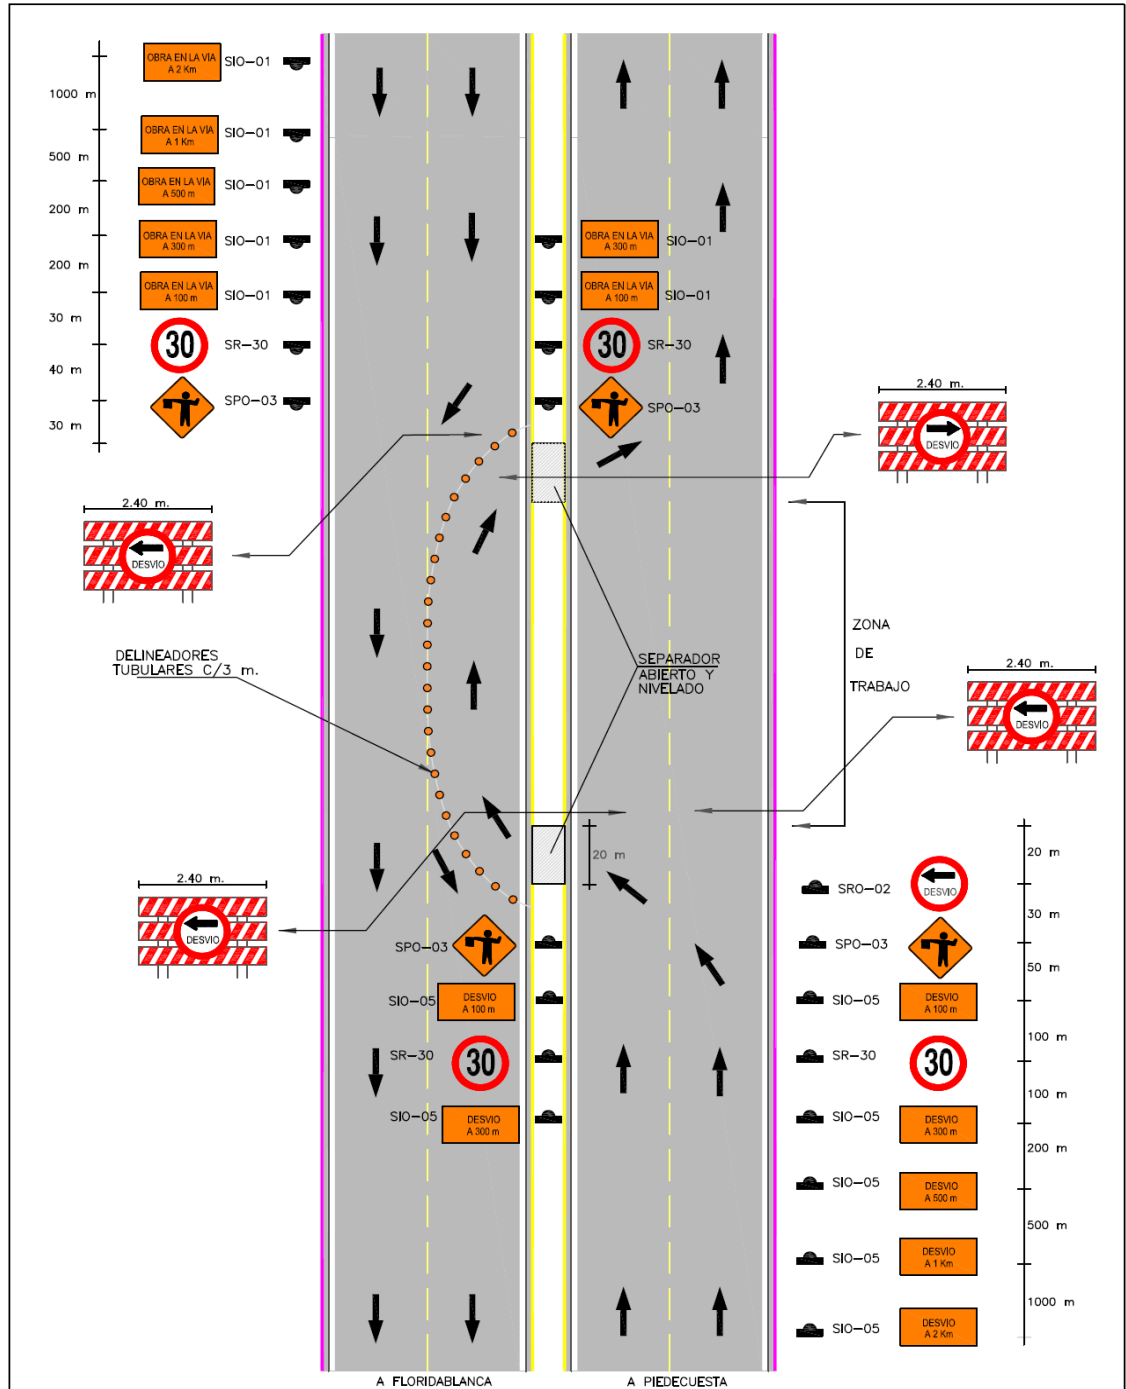 OBRA EN LA VIA
A 2 Km
SIO-01
1000 m
OBRA EN LA VIA
A 1 Km
SIO-01
500 m
OBRA EN LA VIA
A 500 m
SIO-01
200 m
OBRA EN LA VIA
A 300 m
SIO-01
OBRA EN LA VIA
A 300 m
SIO-01
200 m
OBRA EN LA VIA
A 100 m
SIO-01
OBRA EN LA VIA
A 100 m
SIO-01
30 m
30
SR-30
30
SR-30
40 m
SPO-03
SPO-03
30 m
2.40 m.
DESVIO
2.40 m.
DESVIO
ZONA
DE
TRABAJO
DELINEADORES
TUBULARES C/3 m.
SEPARADOR
ABIERTO Y
NIVELADO
2.40 m.
DESVIO
20 m
20 m
2.40 m.
DESVIO
SRO-02
DESVIO
30 m
SPO-03
SPO-03
50 m
SIO-05
DESVIO
A 100 m
SIO-05
DESVIO
A 100 m
100 m
SR-30
30
SR-30
30
100 m
SIO-05
DESVIO
A 300 m
SIO-05
DESVIO
A 300 m
200 m
SIO-05
DESVIO
A 500 m
500 m
SIO-05
DESVIO
A 1 Km
1000 m
SIO-05
DESVIO
A 2 Km
A FLORIDABLANCA
A PIEDECUESTA